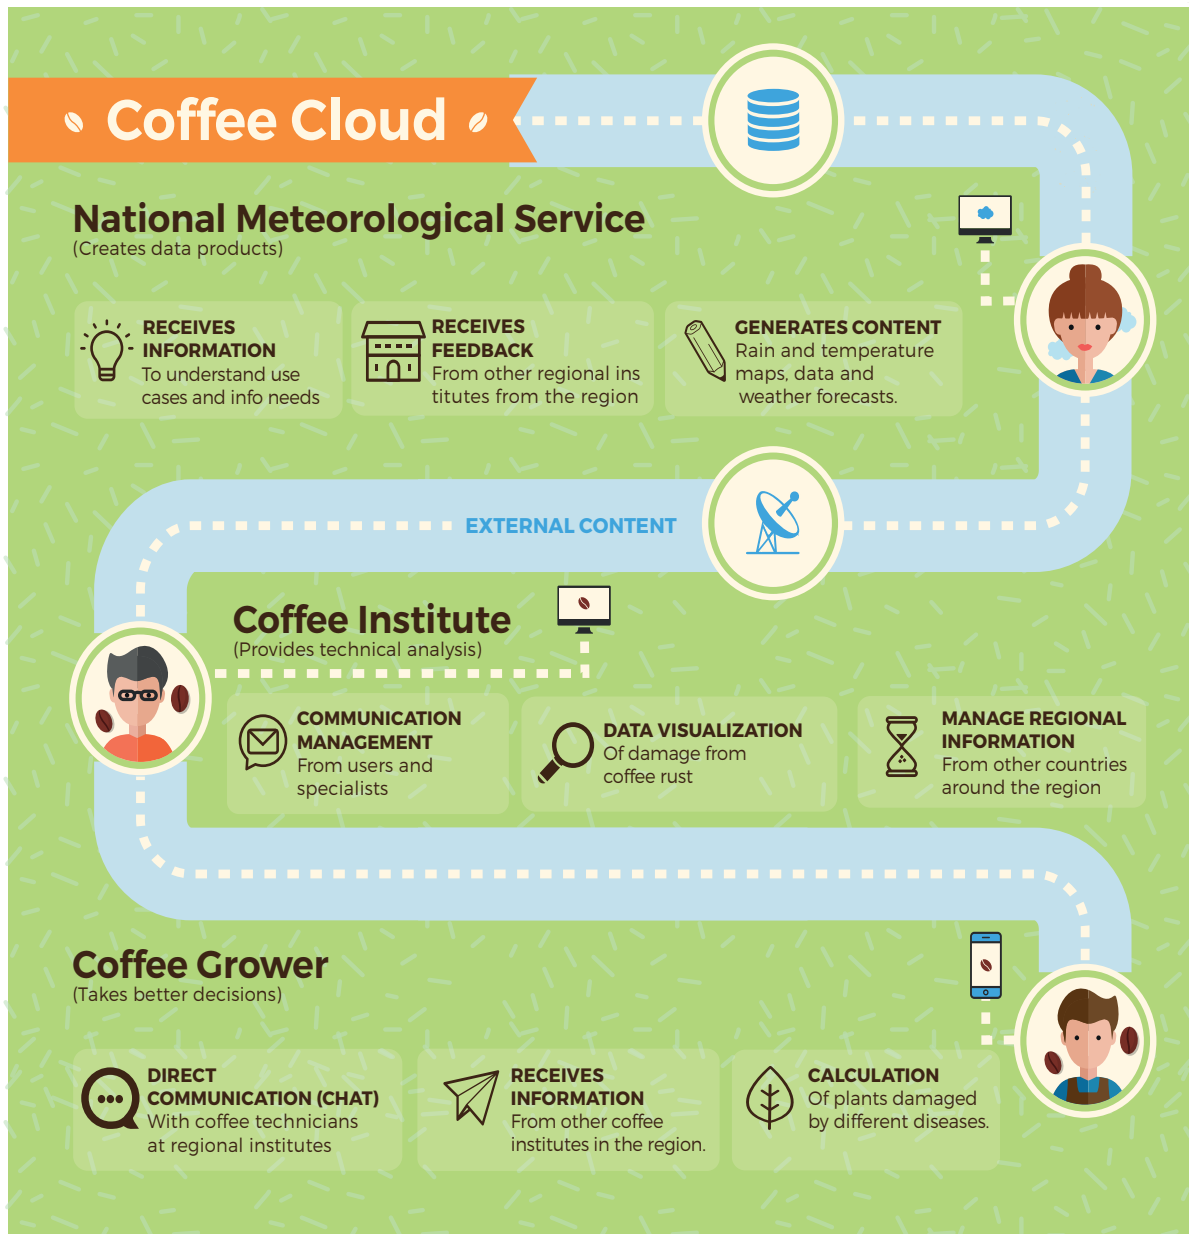 Coffee Cloud
National Meteorological Service
(Creates data products)
RECEIVES
INFORMATION
To understand use
cases and info needs
RECEIVES
FEEDBACK
From other regional ins
titutes from the region
GENERATES CONTENT
Rain and temperature
maps, data and
weather forecasts.
EXTERNAL CONTENT
Coffee Institute
(Provides technical analysis)
COMMUNICATION
MANAGEMENT
From users and
specialists
DATA VISUALIZATION
Of damage from
coffee rust
MANAGE REGIONAL
INFORMATION
From other countries
around the region
Coffee Grower
(Takes better decisions)
DIRECT
COMMUNICATION (CHAT)
With coffee technicians
at regional institutes
RECEIVES
INFORMATION
From other coffee
institutes in the region.
CALCULATION
Of plants damaged
by different diseases.